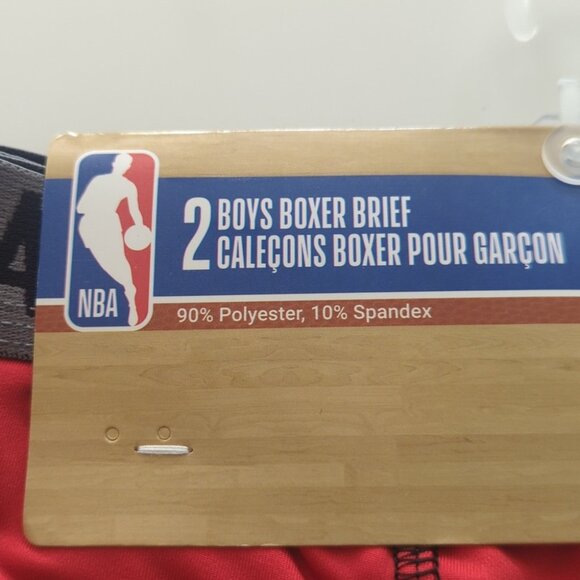 2 BOYS BOXER BRIEF
CALEÇONS BOXER POUR GARÇON
NBA
90% Polyester, 10% Spandex